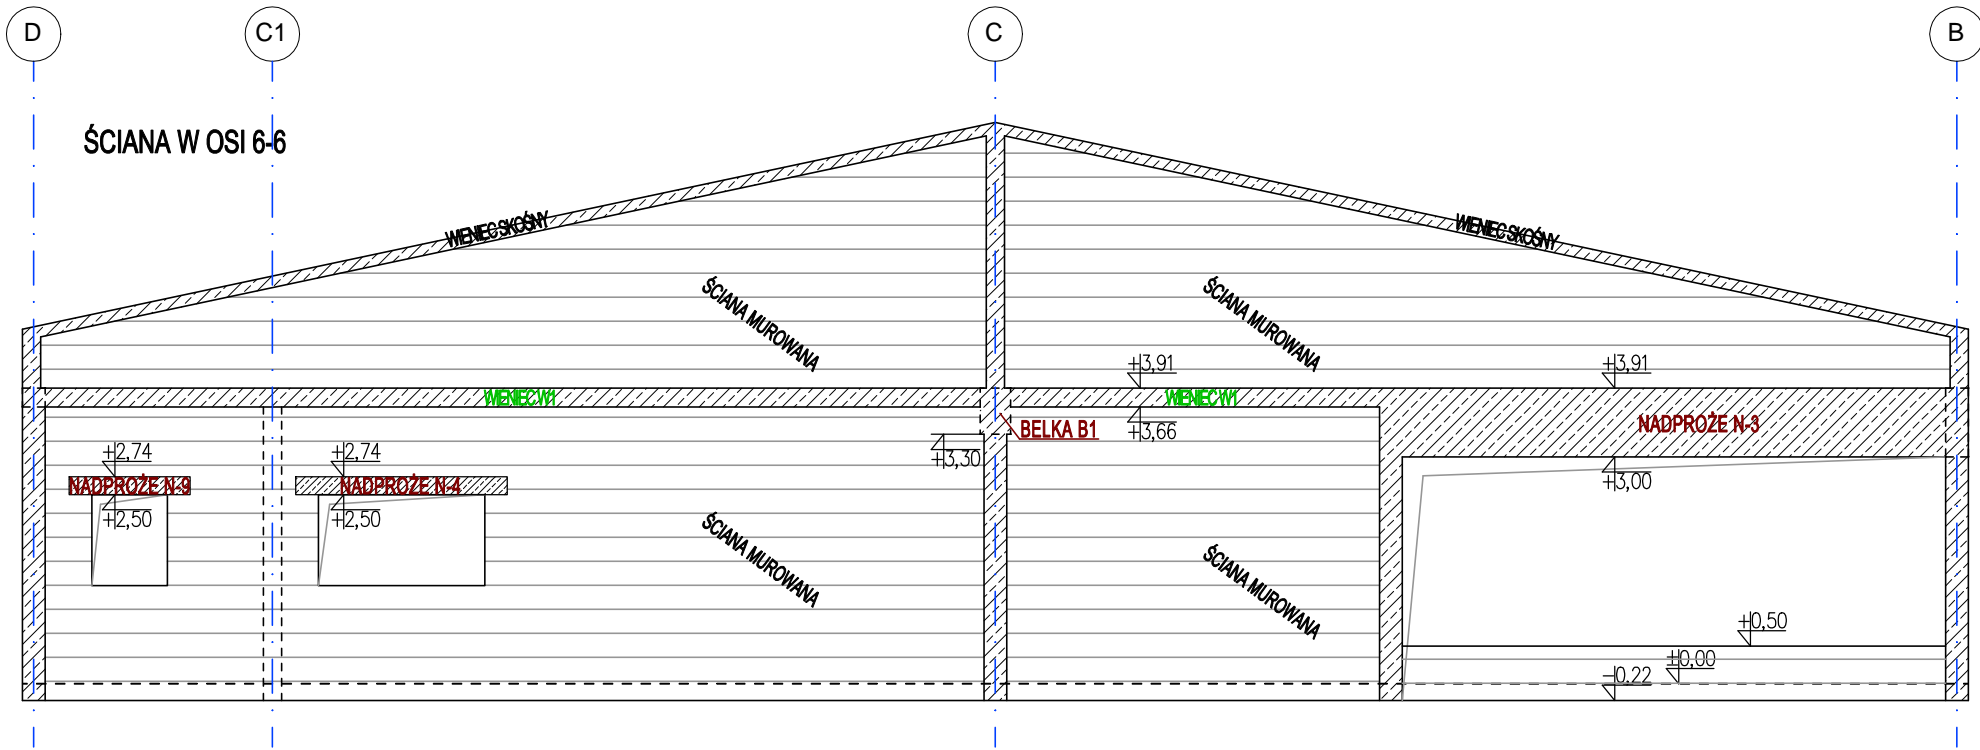 D
C1
C
B
ŚCIANA W OSI 6-6
WIENIEC SKOŚNY
WIENIEC SKOŚNY
ŚCIANA MUROWANA
ŚCIANA MUROWANA
+3,91
+3,91
WIENIEC W1
WIENIEC W1
BELKA B1
+3,66
NADPROŻE N-3
+3,30
+2,74
+2,74
NADPROŻE N-9
NADPROŻE N-4
+3,00
+2,50
+2,50
ŚCIANA MUROWANA
ŚCIANA MUROWANA
+0,50
±0,00
-0,22